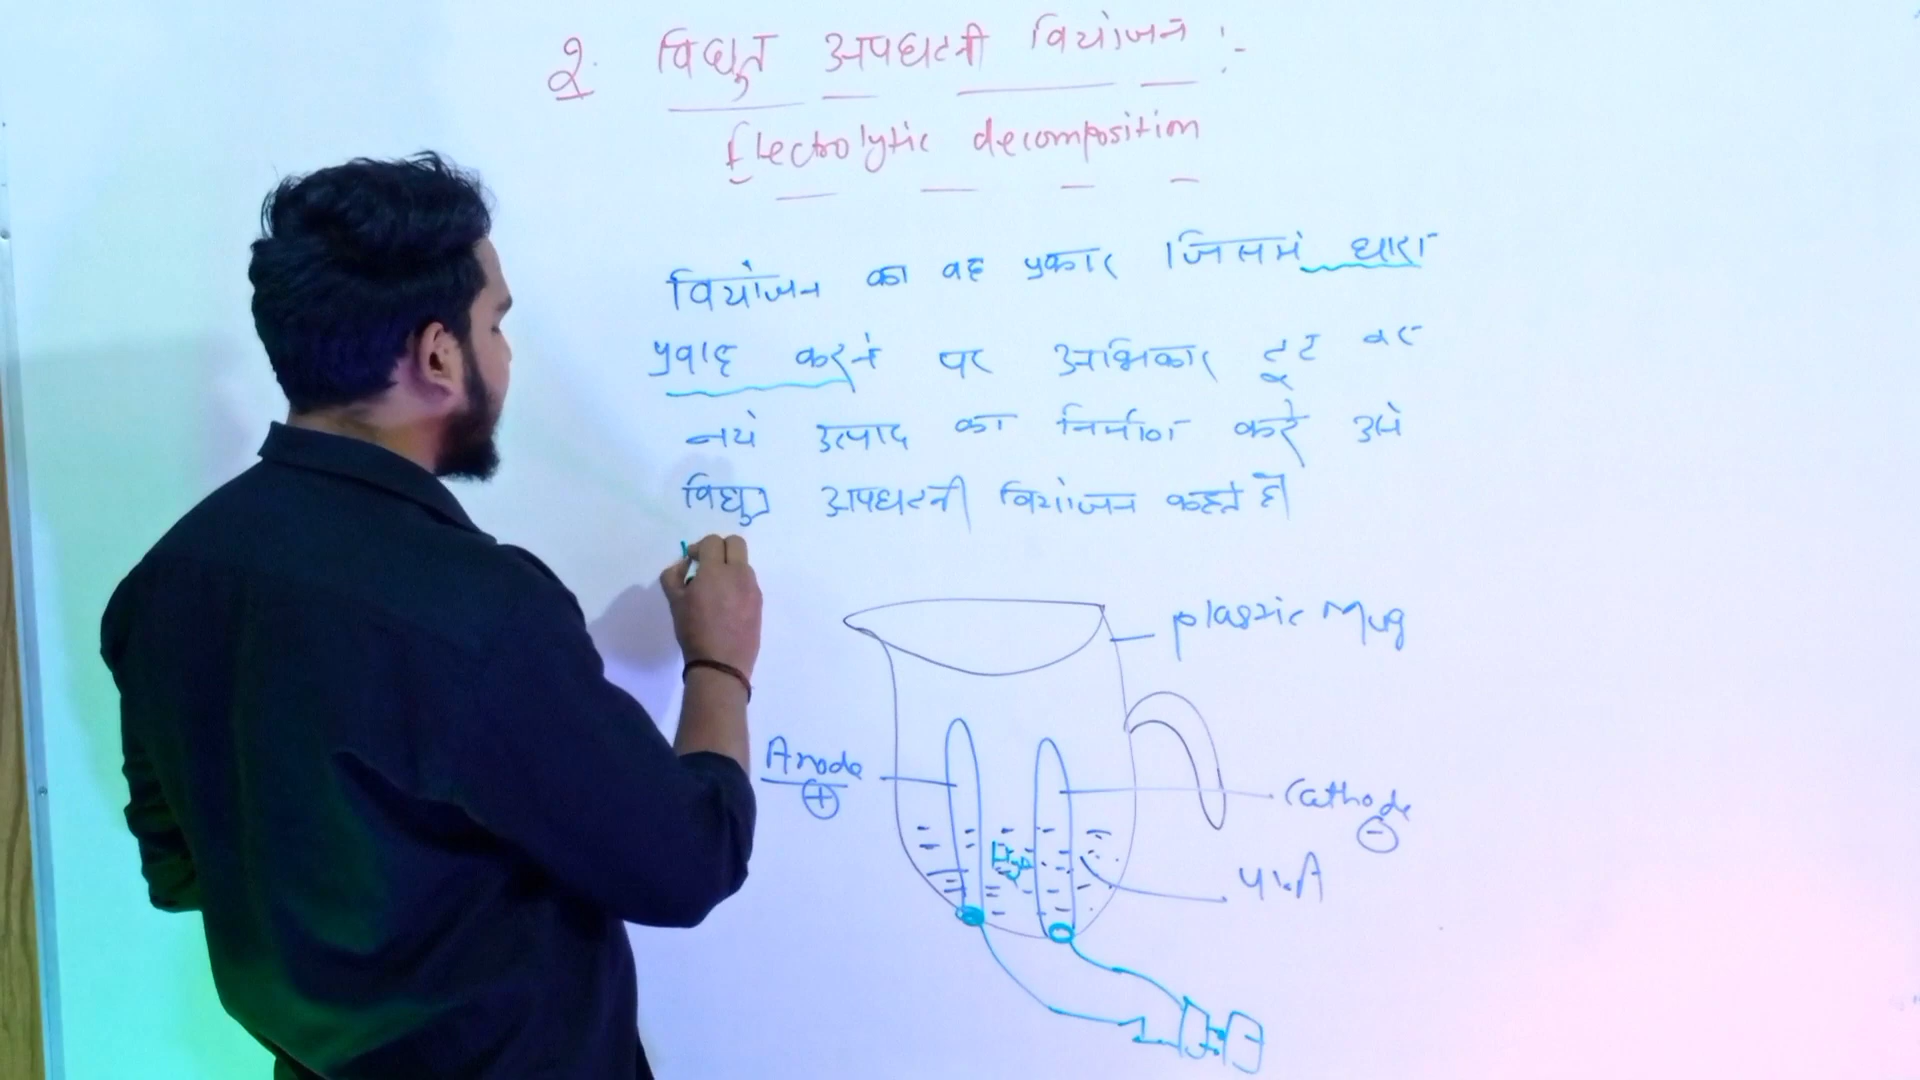 2. विद्युत अपघटनी वियोजन :-
Electrolytic decomposition
वियोजन का वह प्रकार जिसमें धारा
प्रवाह करने पर अभिकार टूट कर
नये उत्पाद का निर्माण करे उसे
विद्युत अपघटनी वियोजन कहते है।
plastic Mug
Anode
+
Cathode
-
H2O
पानी